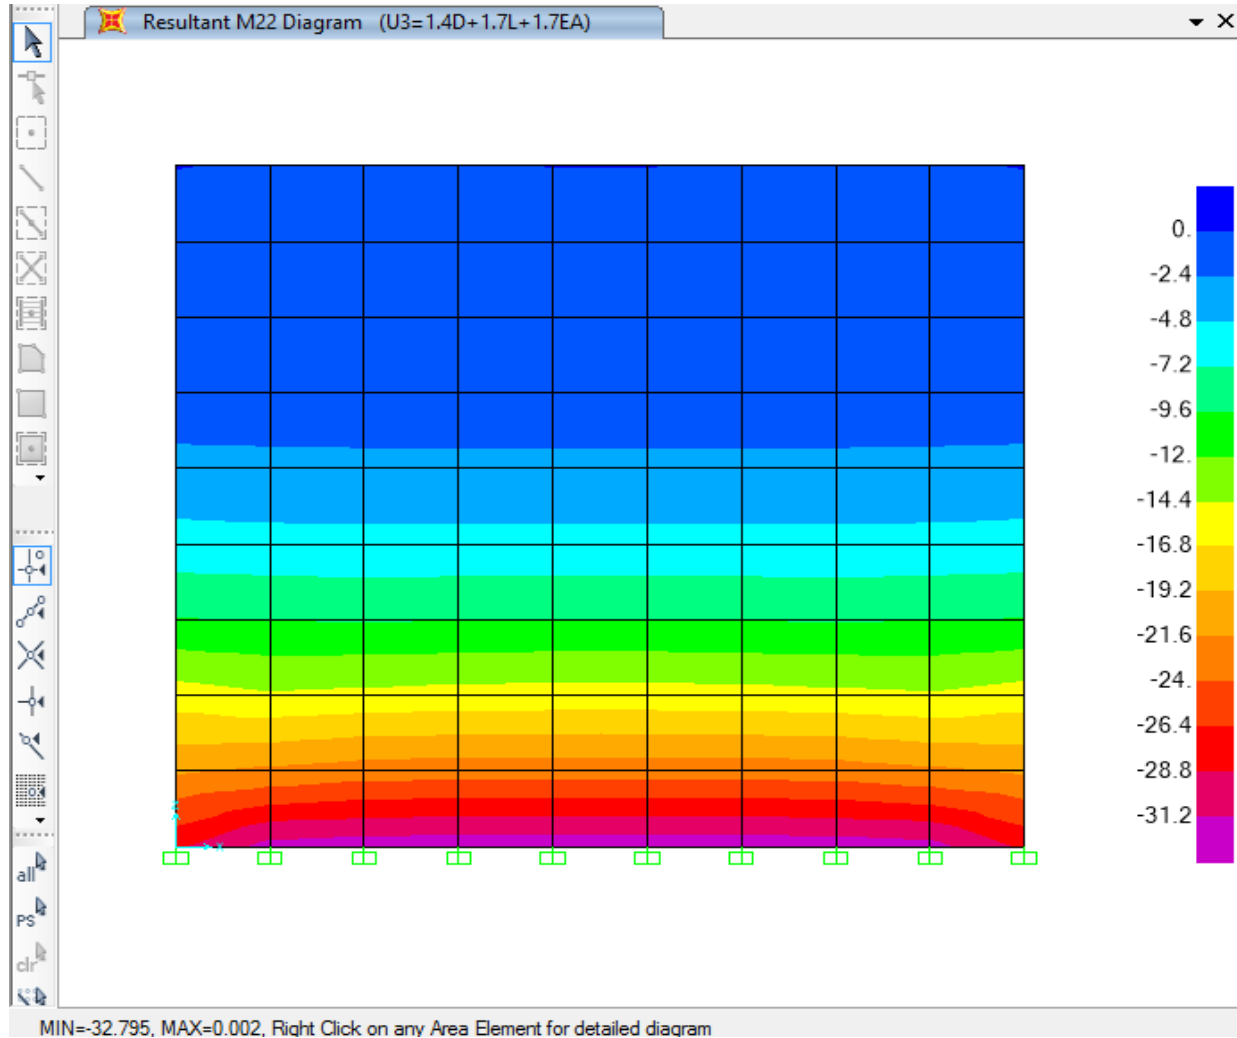 Resultant M22 Diagram (U3=1.4D+1.7L+1.7EA)
0.
-2.4
-4.8
-7.2
-9.6
-12.
-14.4
-16.8
-19.2
-21.6
-24.
-26.4
-28.8
-31.2
Z
X
all
PS
clr
MIN=-32.795, MAX=0.002, Right Click on any Area Element for detailed diagram